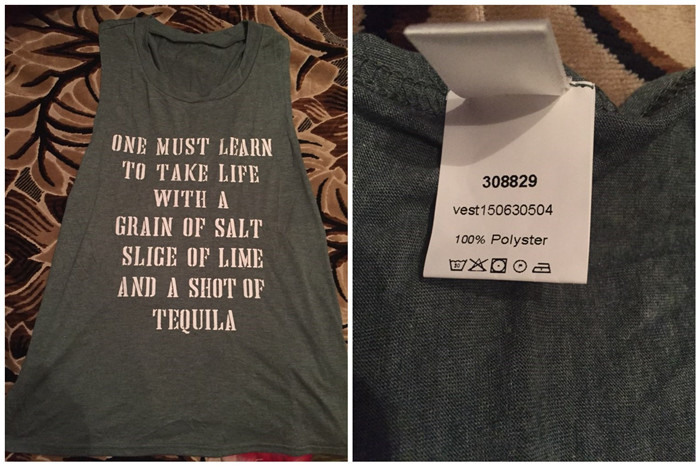 ONE MUST LEARN
TO TAKE LIFE
WITH A
GRAIN OF SALT
SLICE OF LIME
AND A SHOT OF
TEQUILA
308829
vest150630504
100% Polyster